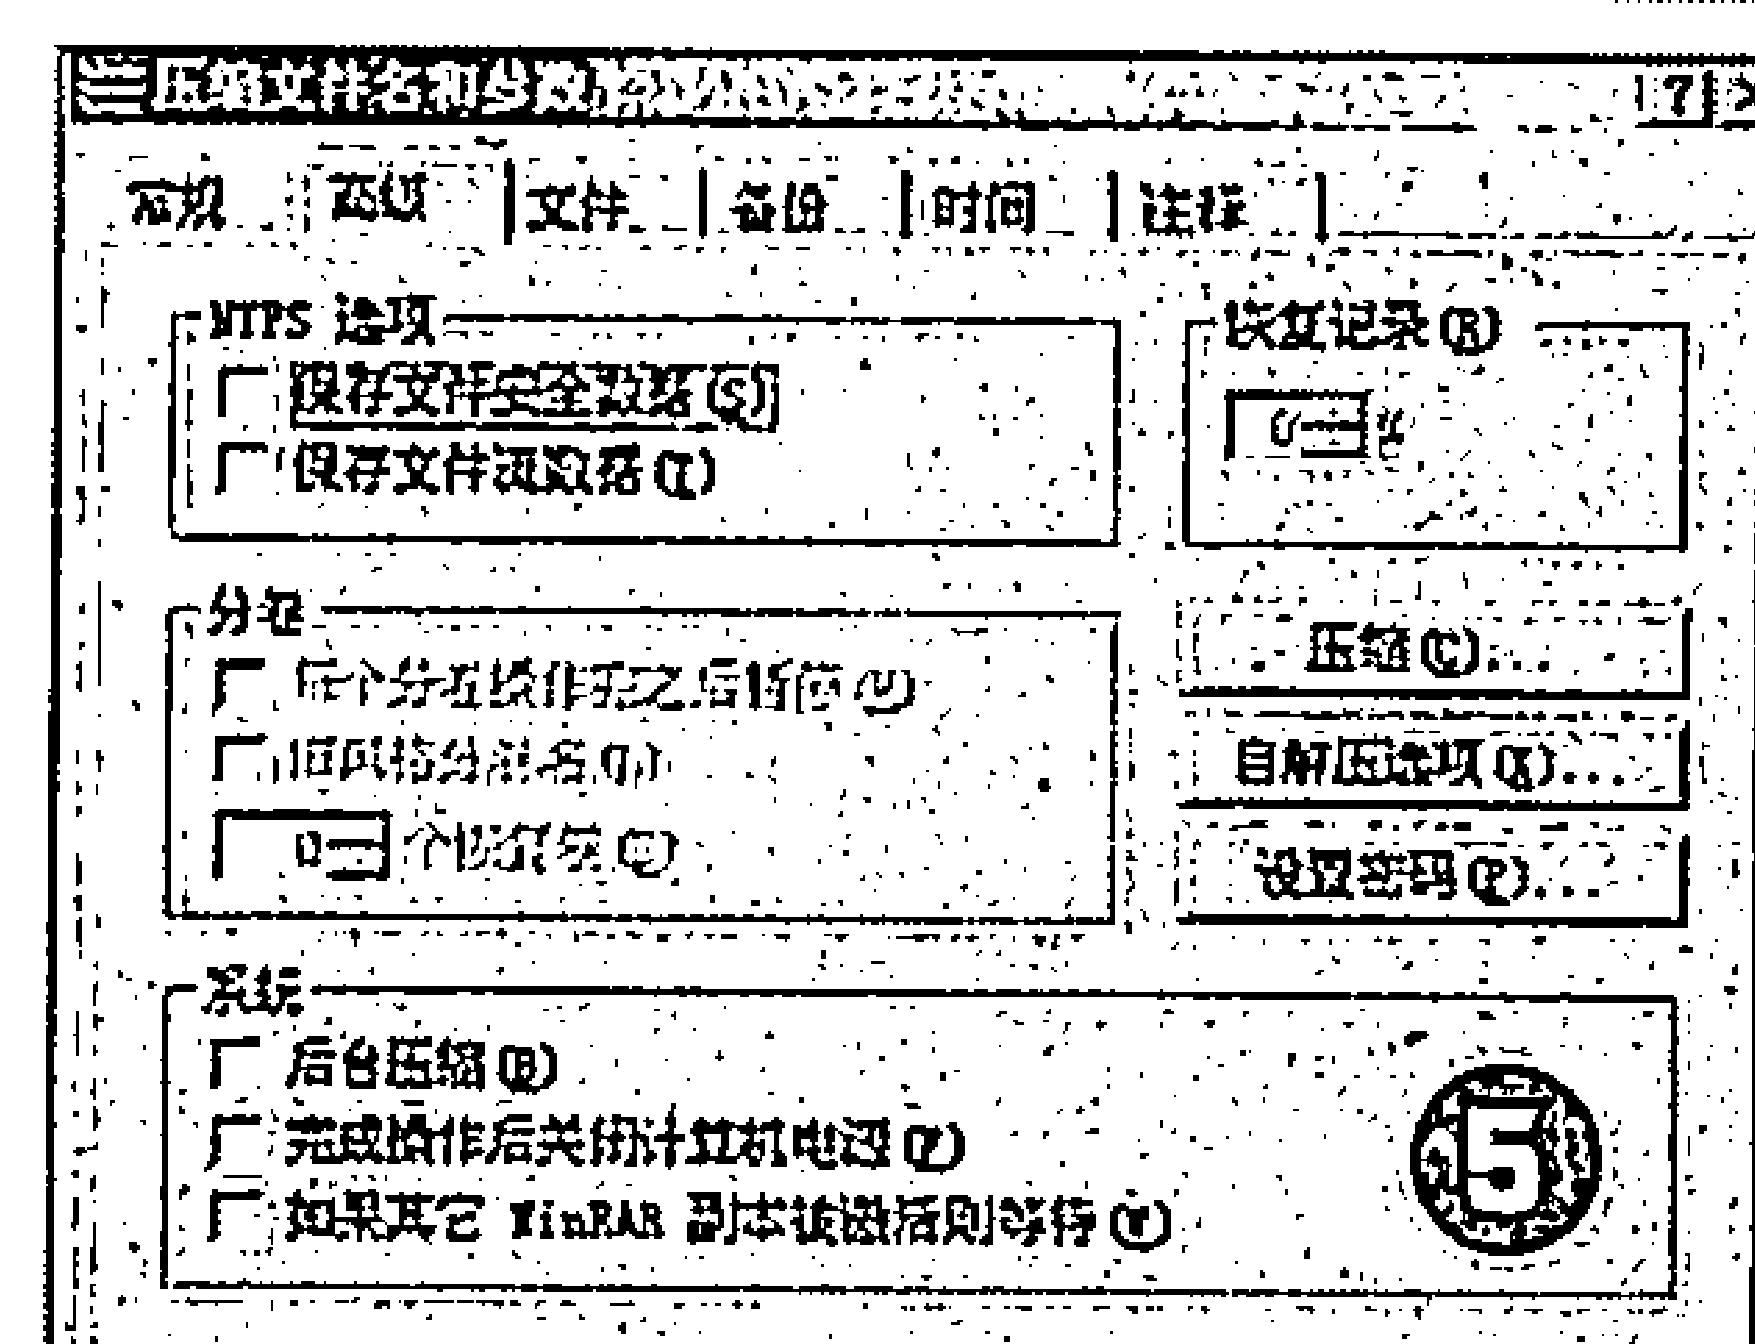 压缩文件名和参数
常规 高级 文件 备份 时间 注释
NTFS 选项
保存文件安全数据(S)
保存文件流数据(T)
恢复记录(R)
0 %
分卷
每个分卷操作完之后暂停(U)
0 个恢复卷(E)
压缩(C)...
自解压选项(X)...
设置密码(P)...
系统
后台压缩(B)
完成操作后关闭计算机电源(F)
如果其它 WinRAR 副本被激活则等待(W)
5